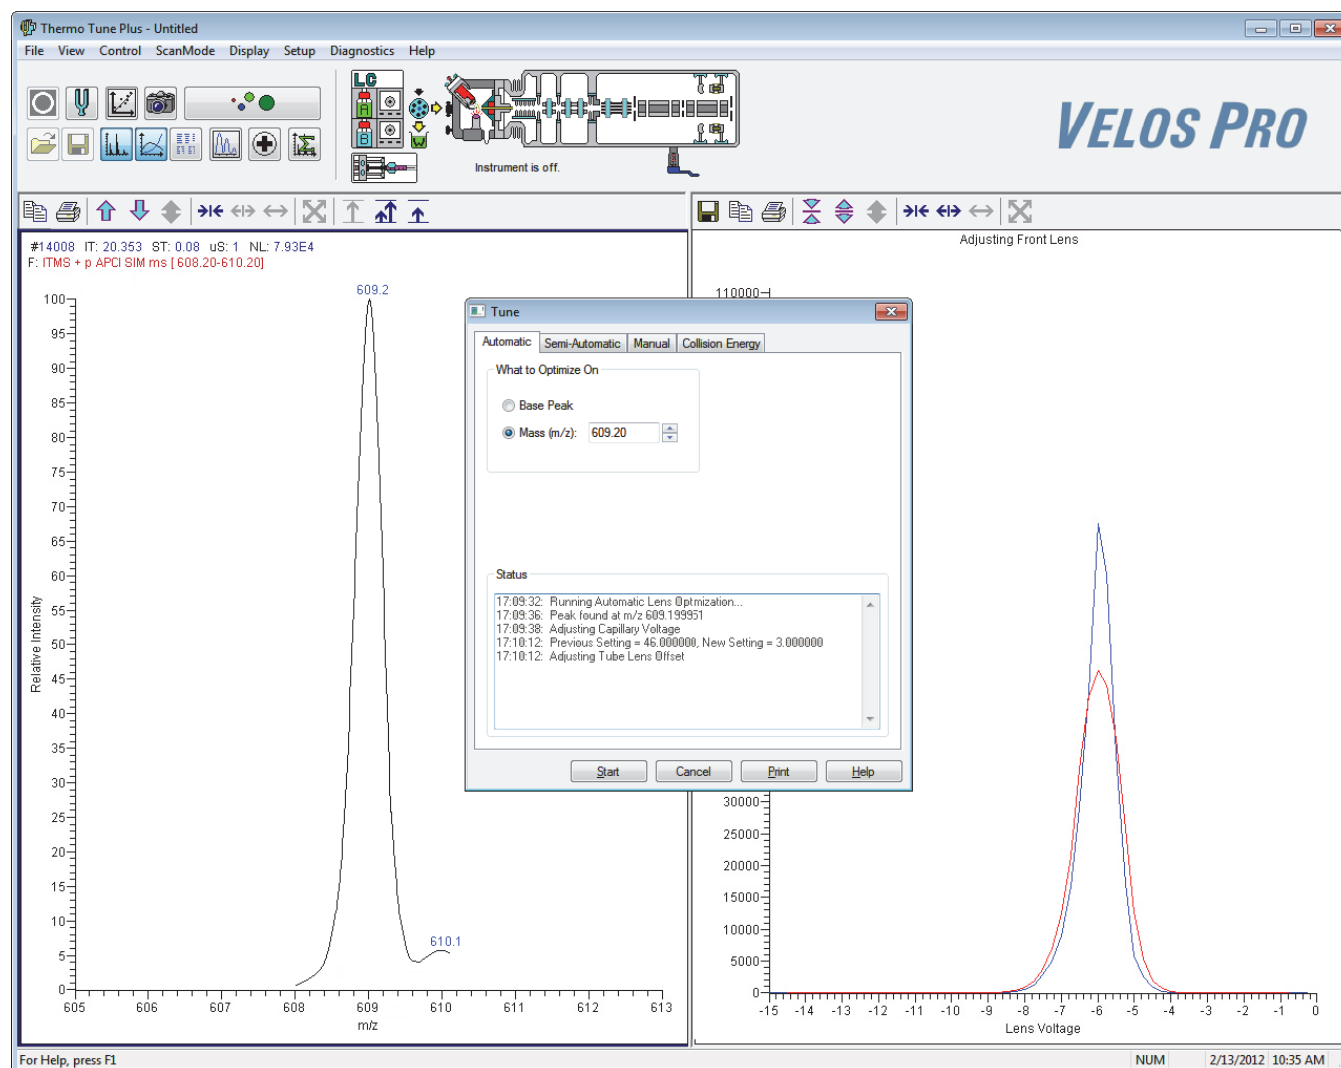 Thermo Tune Plus - Untitled
File View Control ScanMode Display Setup Diagnostics Help
LC
A
B
Instrument is off.
VELOS PRO
#14008 IT: 20.353 ST: 0.08 uS: 1 NL: 7.93E4
F: ITMS + p APCI SIM ms [ 608.20-610.20]
609.2
610.1
100
95
90
85
80
75
70
65
60
55
50
45
40
35
30
25
20
15
10
5
0
Relative Intensity
605 606 607 608 609 610 611 612 613
m/z
Tune
Automatic Semi-Automatic Manual Collision Energy
What to Optimize On
Base Peak
Mass (m/z): 609.20
Status
17:09:32: Running Automatic Lens Optmization...
17:09:36: Peak found at m/z 609.199951
17:09:38: Adjusting Capillary Voltage
17:10:12: Previous Setting = 46.000000, New Setting = 3.000000
17:10:12: Adjusting Tube Lens Offset
Start Cancel Print Help
Adjusting Front Lens
110000
30000
25000
20000
15000
10000
5000
0
-15 -14 -13 -12 -11 -10 -9 -8 -7 -6 -5 -4 -3 -2 -1 0
Lens Voltage
For Help, press F1
NUM 2/13/2012 10:35 AM